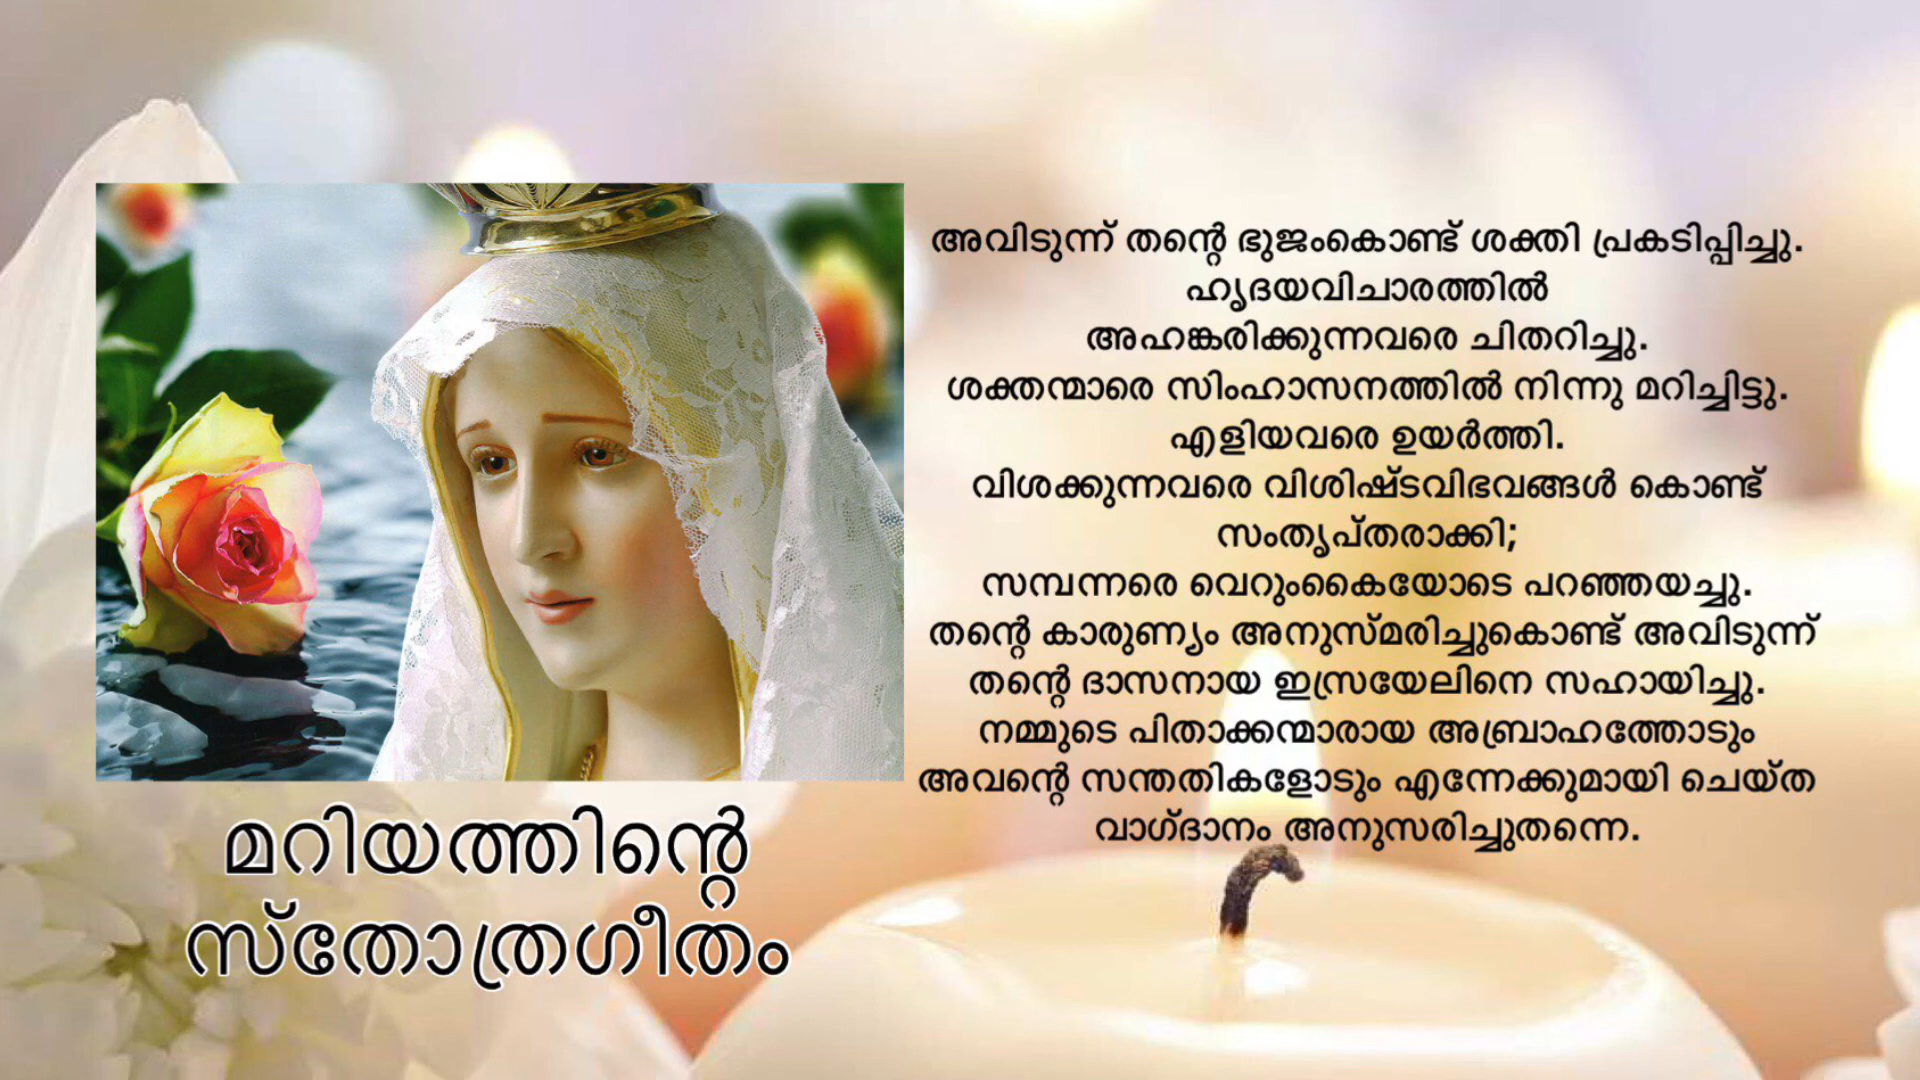 അവിടുന്ന് തന്റെ ഭുജംകൊണ്ട് ശക്തി പ്രകടിപ്പിച്ചു.
ഹൃദയവിചാരത്തിൽ
അഹങ്കരിക്കുന്നവരെ ചിതറിച്ചു.
ശക്തന്മാരെ സിംഹാസനത്തിൽ നിന്നു മറിച്ചിട്ടു.
എളിയവരെ ഉയർത്തി.
വിശക്കുന്നവരെ വിശിഷ്ടവിഭവങ്ങൾ കൊണ്ട്
സംതൃപ്തരാക്കി;
സമ്പന്നരെ വെറുംകൈയോടെ പറഞ്ഞയച്ചു.
തന്റെ കാരുണ്യം അനുസ്മരിച്ചുകൊണ്ട് അവിടുന്ന്
തന്റെ ദാസനായ ഇസ്രയേലിനെ സഹായിച്ചു.
നമ്മുടെ പിതാക്കന്മാരായ അബ്രാഹത്തോടും
അവന്റെ സന്തതികളോടും എന്നേക്കുമായി ചെയ്ത
വാഗ്ദാനം അനുസരിച്ചുതന്നെ.
മറിയത്തിന്റെ
സ്തോത്രഗീതം